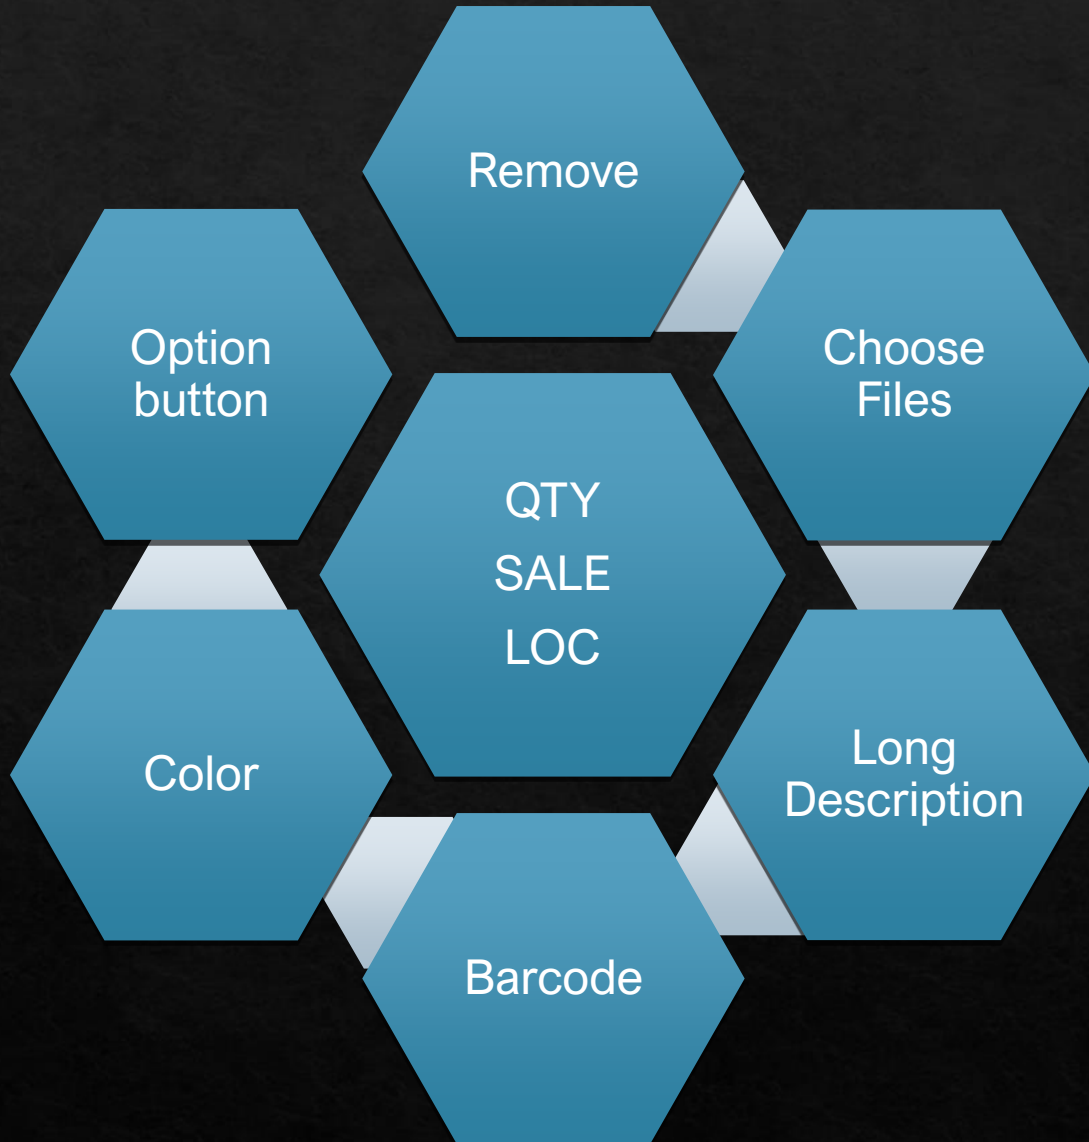 Remove
Option
button
Choose
Files
QTY
SALE
LOC
Color
Long
Description
Barcode